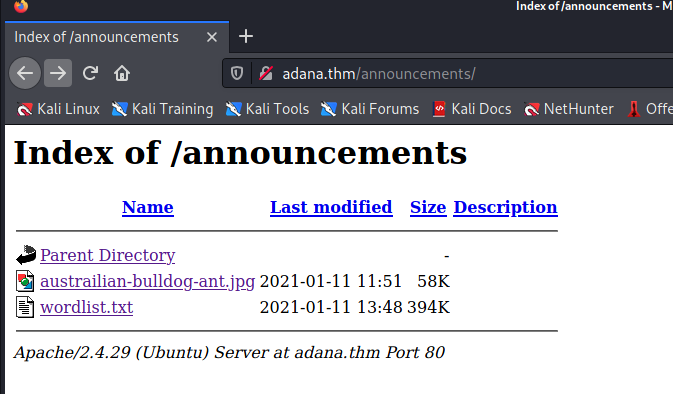 Index of /announcements - M
Index of /announcements
adana.thm/announcements/
Kali Linux Kali Training Kali Tools Kali Forums Kali Docs NetHunter Offe
Index of /announcements
Name Last modified Size Description
Parent Directory -
austrailian-bulldog-ant.jpg 2021-01-11 11:51 58K
wordlist.txt 2021-01-11 13:48 394K
Apache/2.4.29 (Ubuntu) Server at adana.thm Port 80